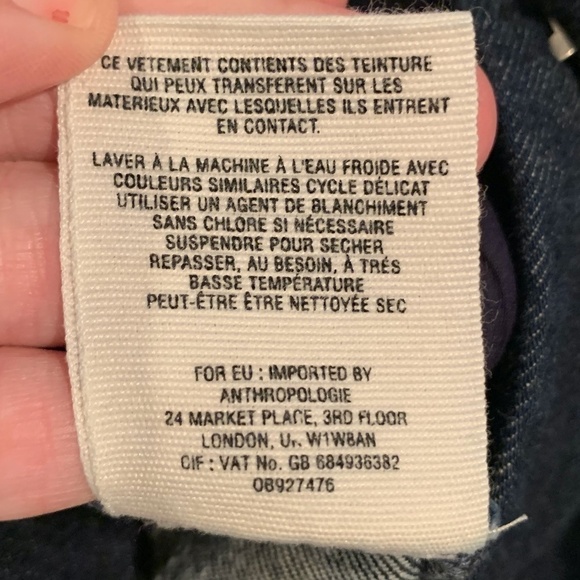 CE VETEMENT CONTIENTS DES TEINTURE
QUI PEUX TRANSFERENT SUR LES
MATERIEUX AVEC LESQUELLES ILS ENTRENT
EN CONTACT.
LAVER À LA MACHINE À L'EAU FROIDE AVEC
COULEURS SIMILAIRES CYCLE DÉLICAT
UTILISER UN AGENT DE BLANCHIMENT
SANS CHLORE SI NÉCESSAIRE
SUSPENDRE POUR SECHER
REPASSER, AU BESOIN, À TRÉS
BASSE TEMPÉRATURE
PEUT-ÊTRE ÊTRE NETTOYÉE SEC
FOR EU : IMPORTED BY
ANTHROPOLOGIE
24 MARKET PLACE, 3RD FLOOR
LONDON, W1W8AN
CIF : VAT No. GB 684936382
OB927476